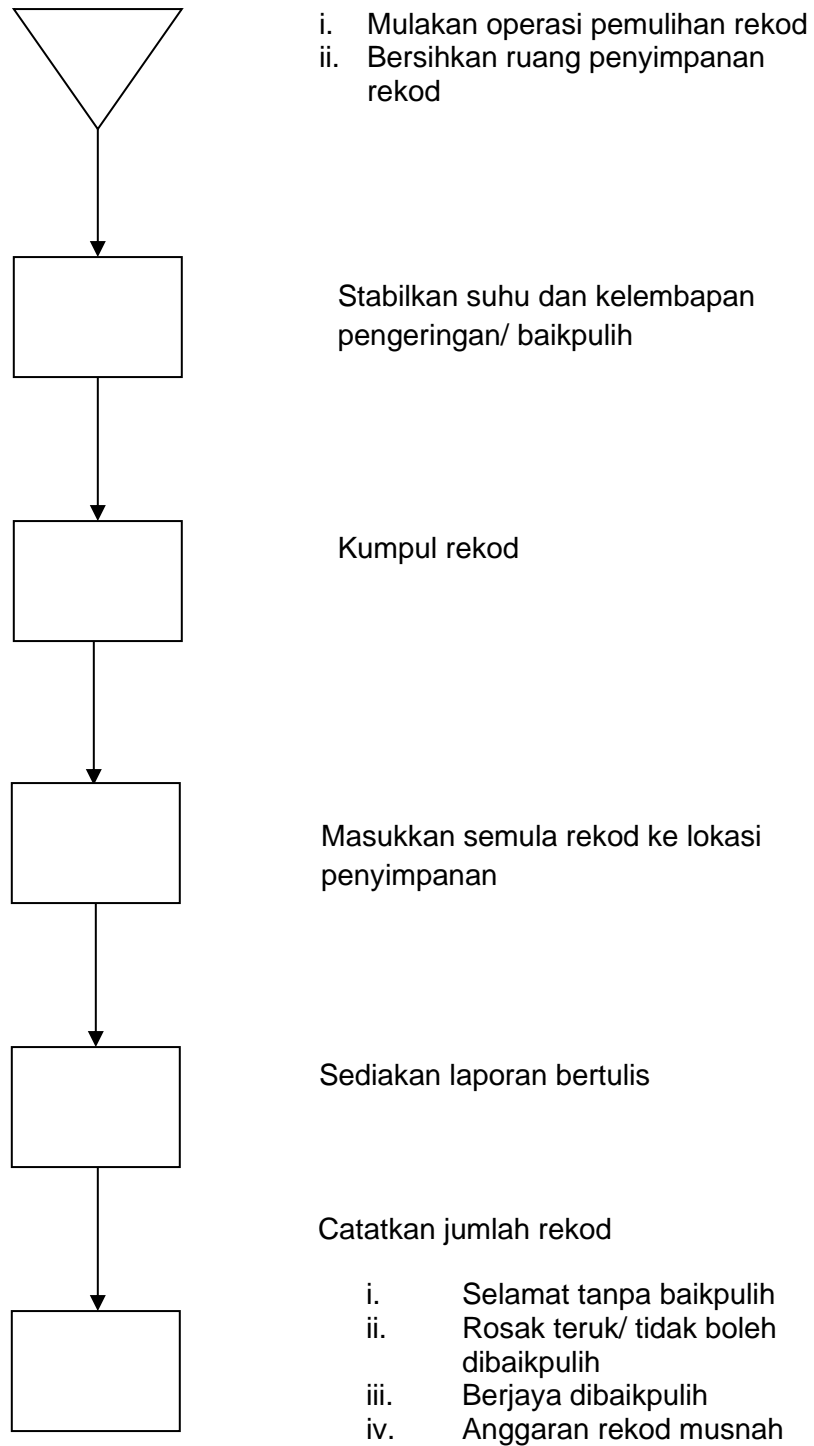 i. Mulakan operasi pemulihan rekod
ii. Bersihkan ruang penyimpanan
rekod
Stabilkan suhu dan kelembapan
pengeringan/ baikpulih
Kumpul rekod
Masukkan semula rekod ke lokasi
penyimpanan
Sediakan laporan bertulis
Catatkan jumlah rekod
i. Selamat tanpa baikpulih
ii. Rosak teruk/ tidak boleh
dibaikpulih
iii. Berjaya dibaikpulih
iv. Anggaran rekod musnah